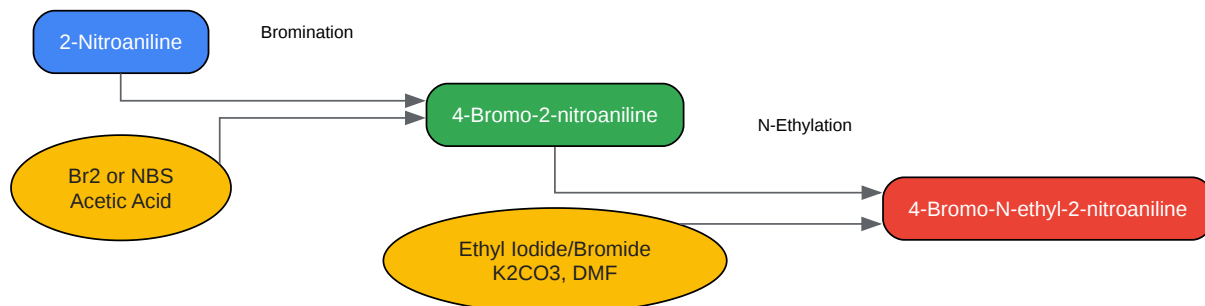 2-Nitroaniline
Bromination
4-Bromo-2-nitroaniline
N-Ethylation
Br2 or NBS
Acetic Acid
4-Bromo-N-ethyl-2-nitroaniline
Ethyl Iodide/Bromide
K2CO3, DMF